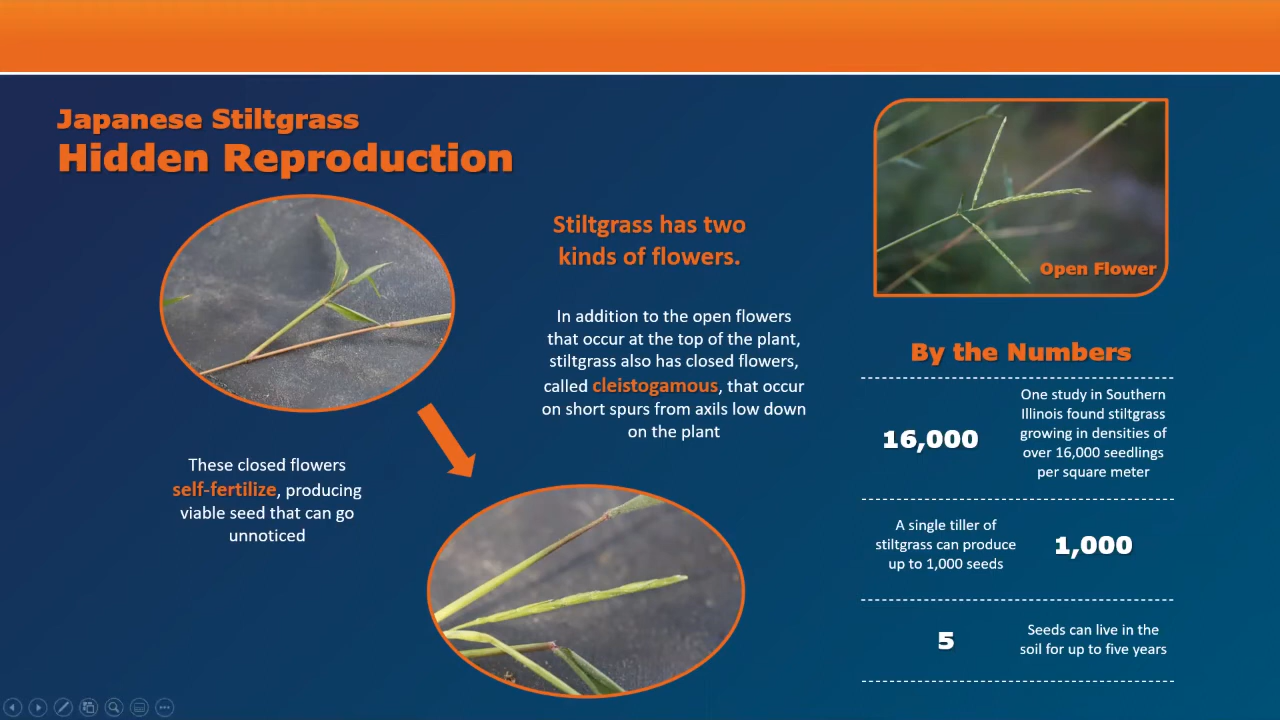 Japanese Stiltgrass
Hidden Reproduction
Stiltgrass has two
kinds of flowers.
In addition to the open flowers
that occur at the top of the plant,
stiltgrass also has closed flowers,
called cleistogamous, that occur
on short spurs from axils low down
on the plant
These closed flowers
self-fertilize, producing
viable seed that can go
unnoticed
Open Flower
By the Numbers
16,000
One study in Southern
Illinois found stiltgrass
growing in densities of
over 16,000 seedlings
per square meter
A single tiller of
stiltgrass can produce
up to 1,000 seeds
1,000
5
Seeds can live in the
soil for up to five years